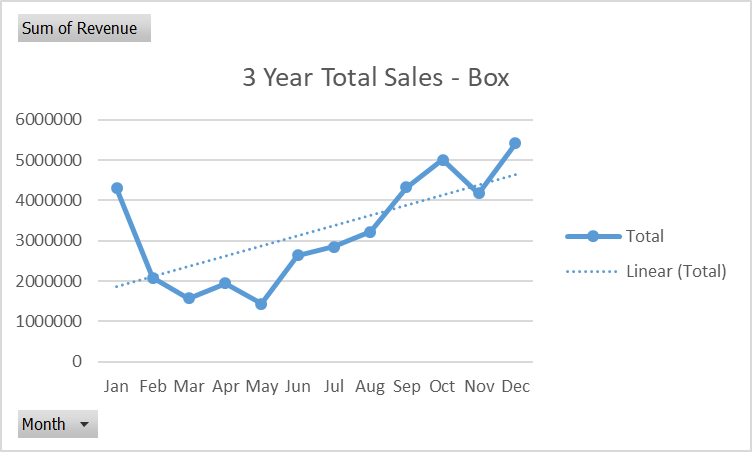 Sum of Revenue
3 Year Total Sales - Box
6000000
5000000
4000000
3000000
2000000
1000000
0
Jan Feb Mar Apr May Jun Jul Aug Sep Oct Nov Dec
Total
Linear (Total)
Month